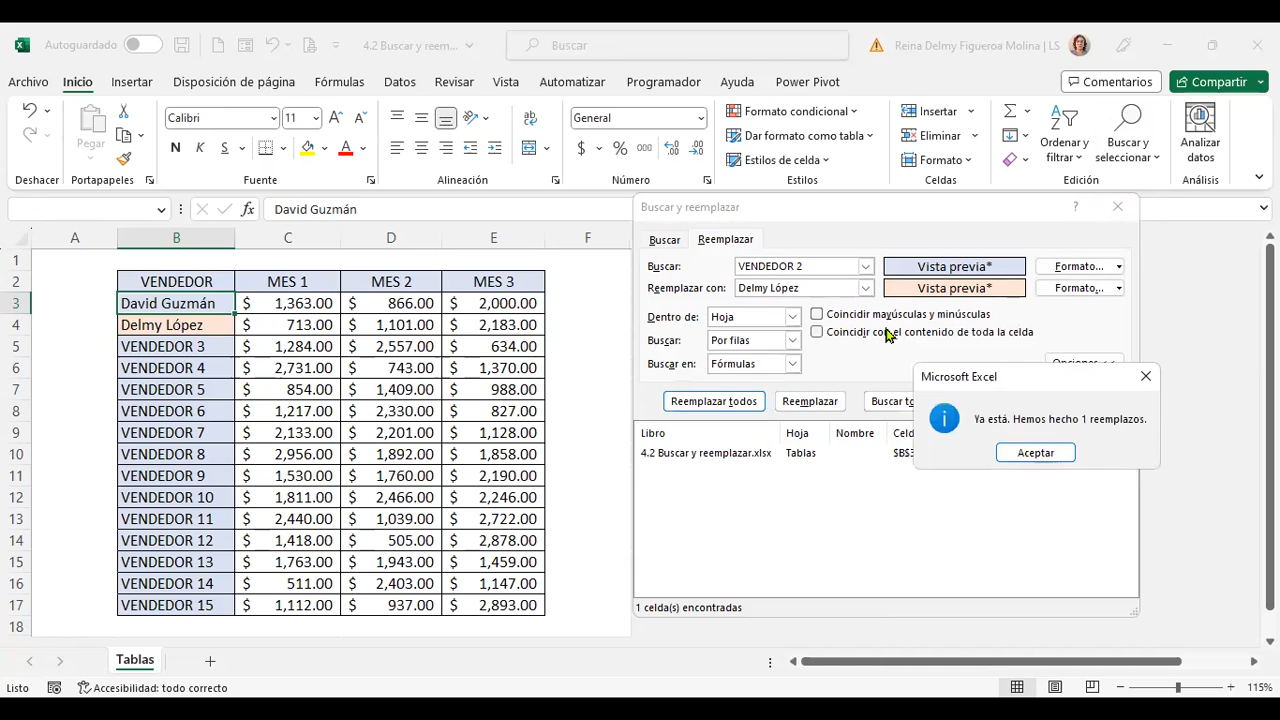 Autoguardado 4.2 Buscar y reem... Buscar Reina Delmy Figueroa Molina | LS
Archivo Inicio Insertar Disposición de página Fórmulas Datos Revisar Vista Automatizar Programador Ayuda Power Pivot Comentarios Compartir
Pegar
Calibri 11
N K S
General
$ % 000
Formato condicional
Dar formato como tabla
Estilos de celda
Insertar
Eliminar
Formato
Ordenar y filtrar
Buscar y seleccionar
Analizar datos
Deshacer Portapapeles Fuente Alineación Número Estilos Celdas Edición Análisis
fx David Guzmán
A B C D E F
1
2 VENDEDOR MES 1 MES 2 MES 3
3 David Guzmán $ 1,363.00 $ 866.00 $ 2,000.00
4 Delmy López $ 713.00 $ 1,101.00 $ 2,183.00
5 VENDEDOR 3 $ 1,284.00 $ 2,557.00 $ 634.00
6 VENDEDOR 4 $ 2,731.00 $ 743.00 $ 1,370.00
7 VENDEDOR 5 $ 854.00 $ 1,409.00 $ 988.00
8 VENDEDOR 6 $ 1,217.00 $ 2,330.00 $ 827.00
9 VENDEDOR 7 $ 2,133.00 $ 2,201.00 $ 1,128.00
10 VENDEDOR 8 $ 2,956.00 $ 1,892.00 $ 1,858.00
11 VENDEDOR 9 $ 1,530.00 $ 1,760.00 $ 2,190.00
12 VENDEDOR 10 $ 1,811.00 $ 2,466.00 $ 2,246.00
13 VENDEDOR 11 $ 2,440.00 $ 1,039.00 $ 2,722.00
14 VENDEDOR 12 $ 1,418.00 $ 505.00 $ 2,878.00
15 VENDEDOR 13 $ 1,763.00 $ 1,943.00 $ 1,459.00
16 VENDEDOR 14 $ 511.00 $ 2,403.00 $ 1,147.00
17 VENDEDOR 15 $ 1,112.00 $ 937.00 $ 2,893.00
18
Buscar y reemplazar ?
Buscar Reemplazar
Buscar: VENDEDOR 2 Vista previa* Formato...
Reemplazar con: Delmy López Vista previa* Formato...
Dentro de: Hoja Coincidir mayúsculas y minúsculas
Buscar: Por filas Coincidir con el contenido de toda la celda
Buscar en: Fórmulas
Reemplazar todos Reemplazar Buscar to
Libro Hoja Nombre Celd
4.2 Buscar y reemplazar.xlsx Tablas $B$3
1 celda(s) encontradas
Microsoft Excel
Ya está. Hemos hecho 1 reemplazos.
Aceptar
Tablas
Listo Accesibilidad: todo correcto 115%